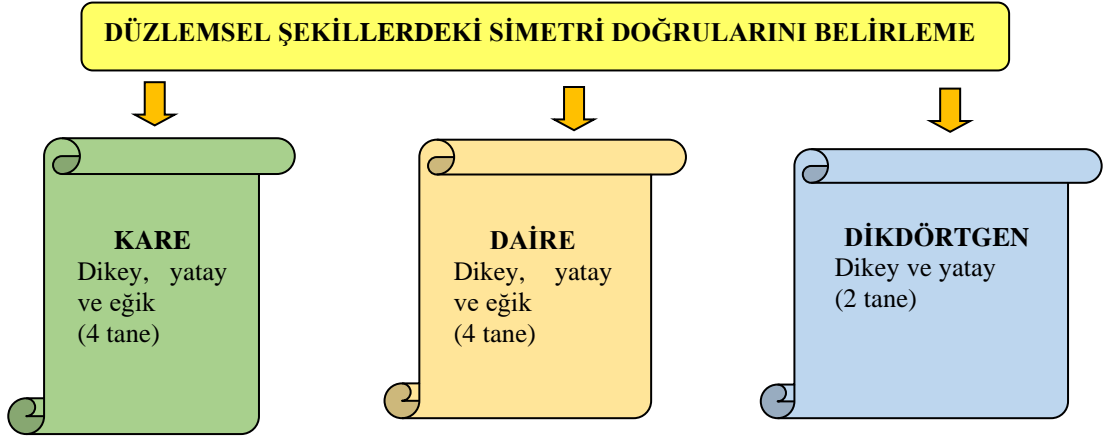 DÜZLEMSEL ŞEKİLLERDEKİ SİMETRİ DOĞRULARINI BELİRLEME
KARE
Dikey, yatay
ve eğik
(4 tane)
DAİRE
Dikey, yatay
ve eğik
(4 tane)
DİKDÖRTGEN
Dikey ve yatay
(2 tane)